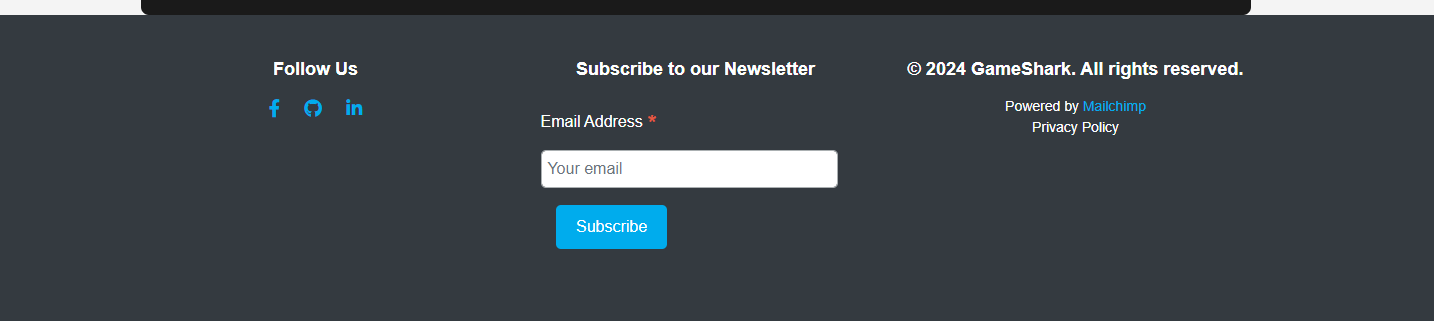 Follow Us
Subscribe to our Newsletter
Email Address *
Your email
Subscribe
© 2024 GameShark. All rights reserved.
Powered by Mailchimp
Privacy Policy